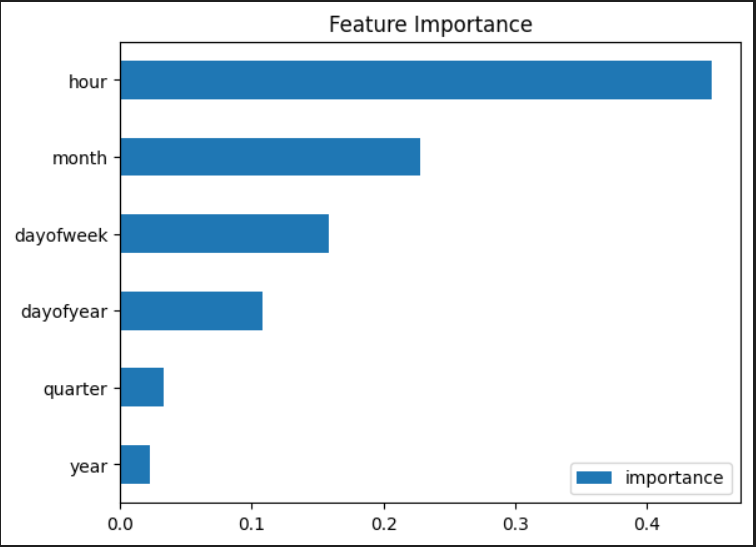 Feature Importance
hour
month
dayofweek
dayofyear
quarter
year
importance
0.0 0.1 0.2 0.3 0.4